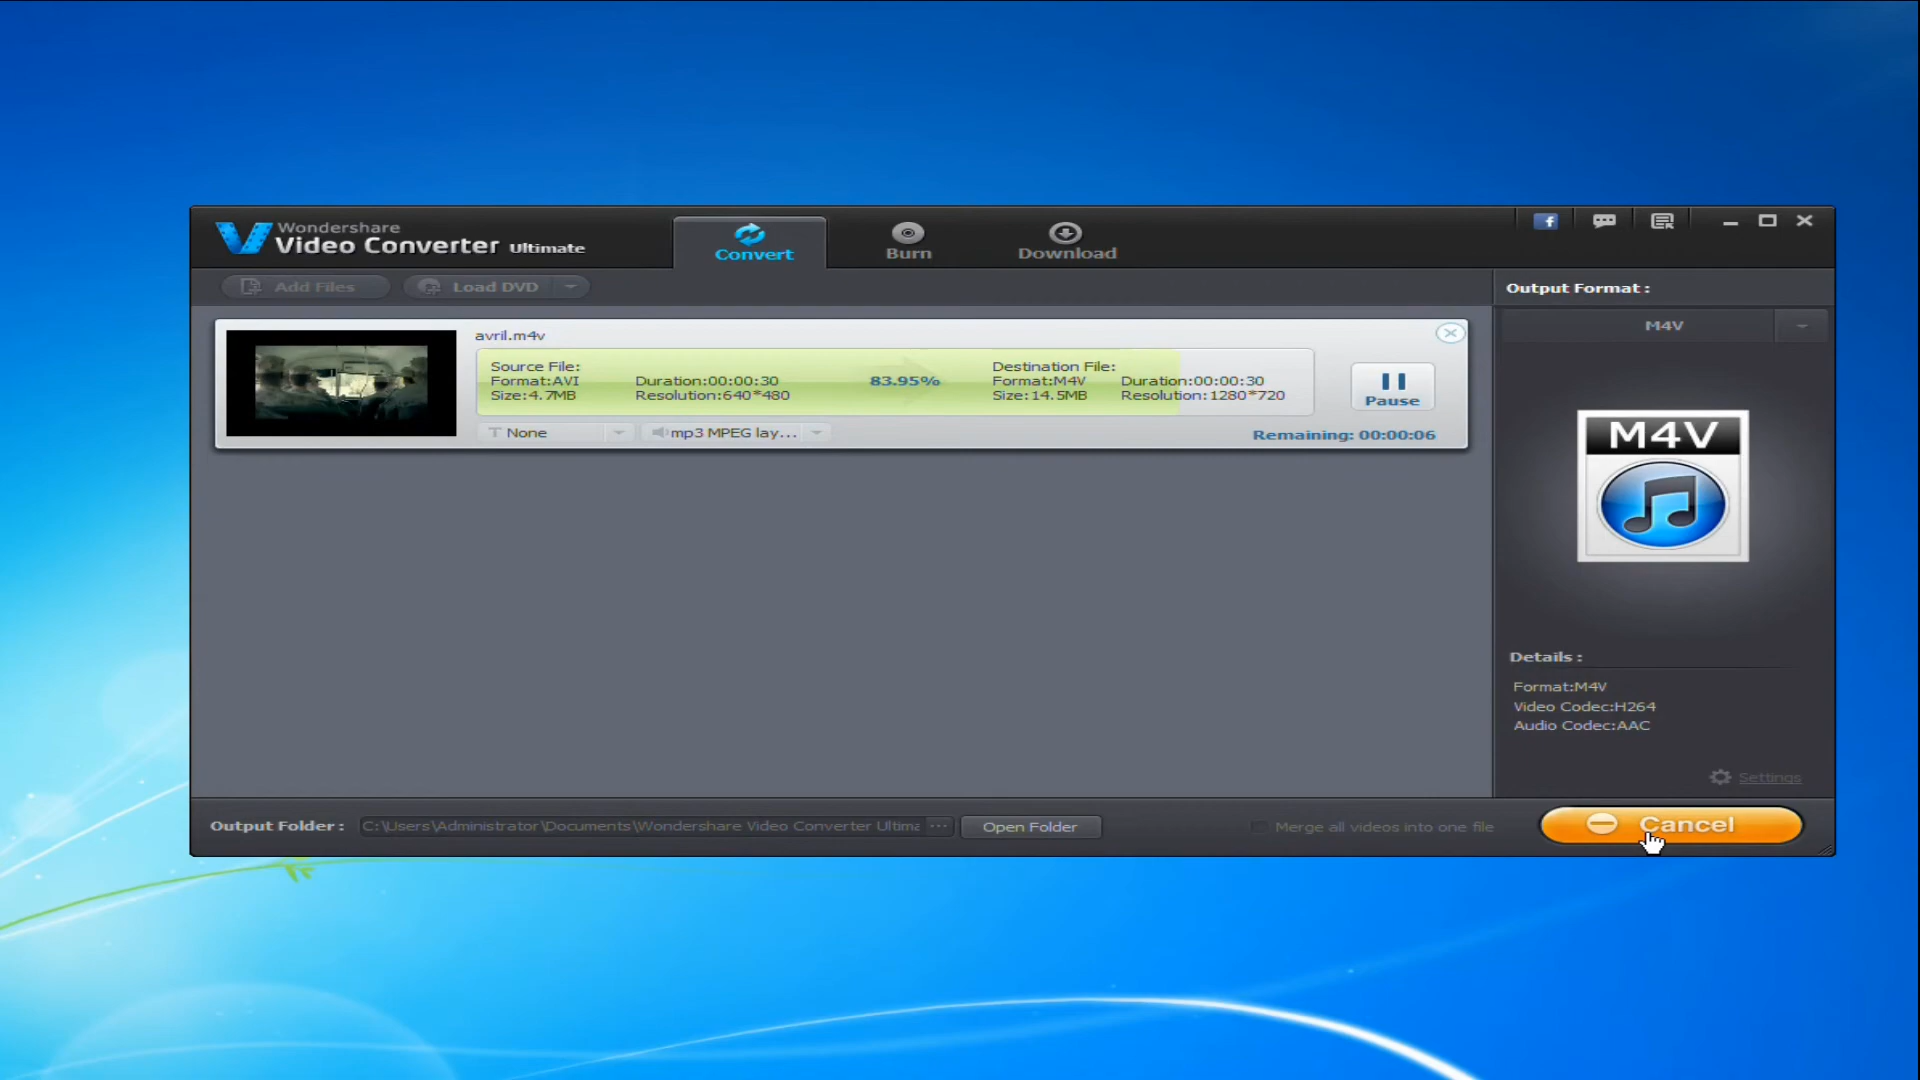 Wondershare
Video Converter Ultimate
Convert
Burn
Download
Add Files
Load DVD
Output Format :
M4V
avril.m4v
Source File:
Format:AVI
Duration:00:00:30
Size:4.7MB
Resolution:640*480
83.95%
Destination File:
Format:M4V
Duration:00:00:30
Size:14.5MB
Resolution:1280*720
Pause
T None
mp3 MPEG lay...
Remaining: 00:00:06
M4V
Details :
Format:M4V
Video Codec:H264
Audio Codec:AAC
Settings
Output Folder :
C:\Users\Administrator\Documents\Wondershare Video Converter Ultima
...
Open Folder
Merge all videos into one file
Cancel